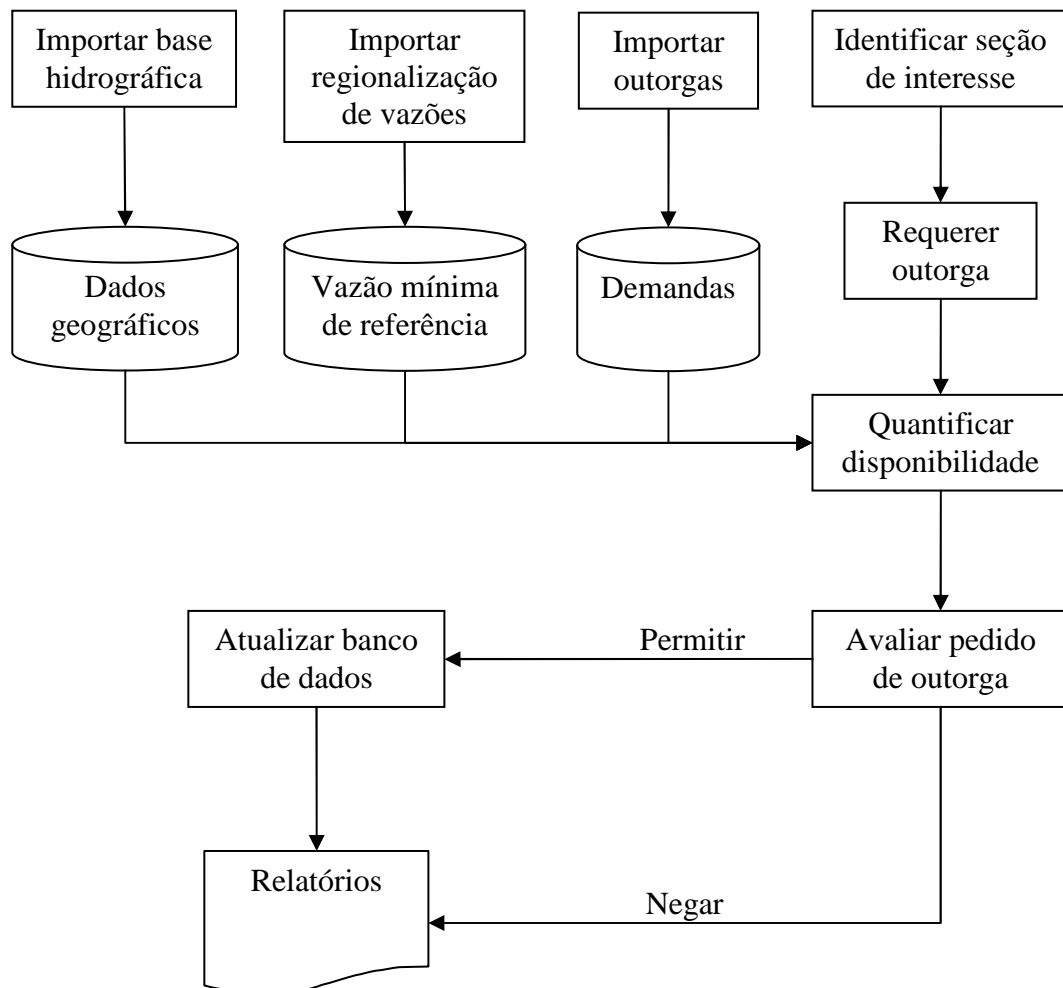 Importar base
hidrográfica
Importar
regionalização
de vazões
Importar
outorgas
Identificar seção
de interesse
Dados
geográficos
Vazão mínima
de referência
Demandas
Requerer
outorga
Quantificar
disponibilidade
Atualizar banco
de dados
Permitir
Avaliar pedido
de outorga
Relatórios
Negar